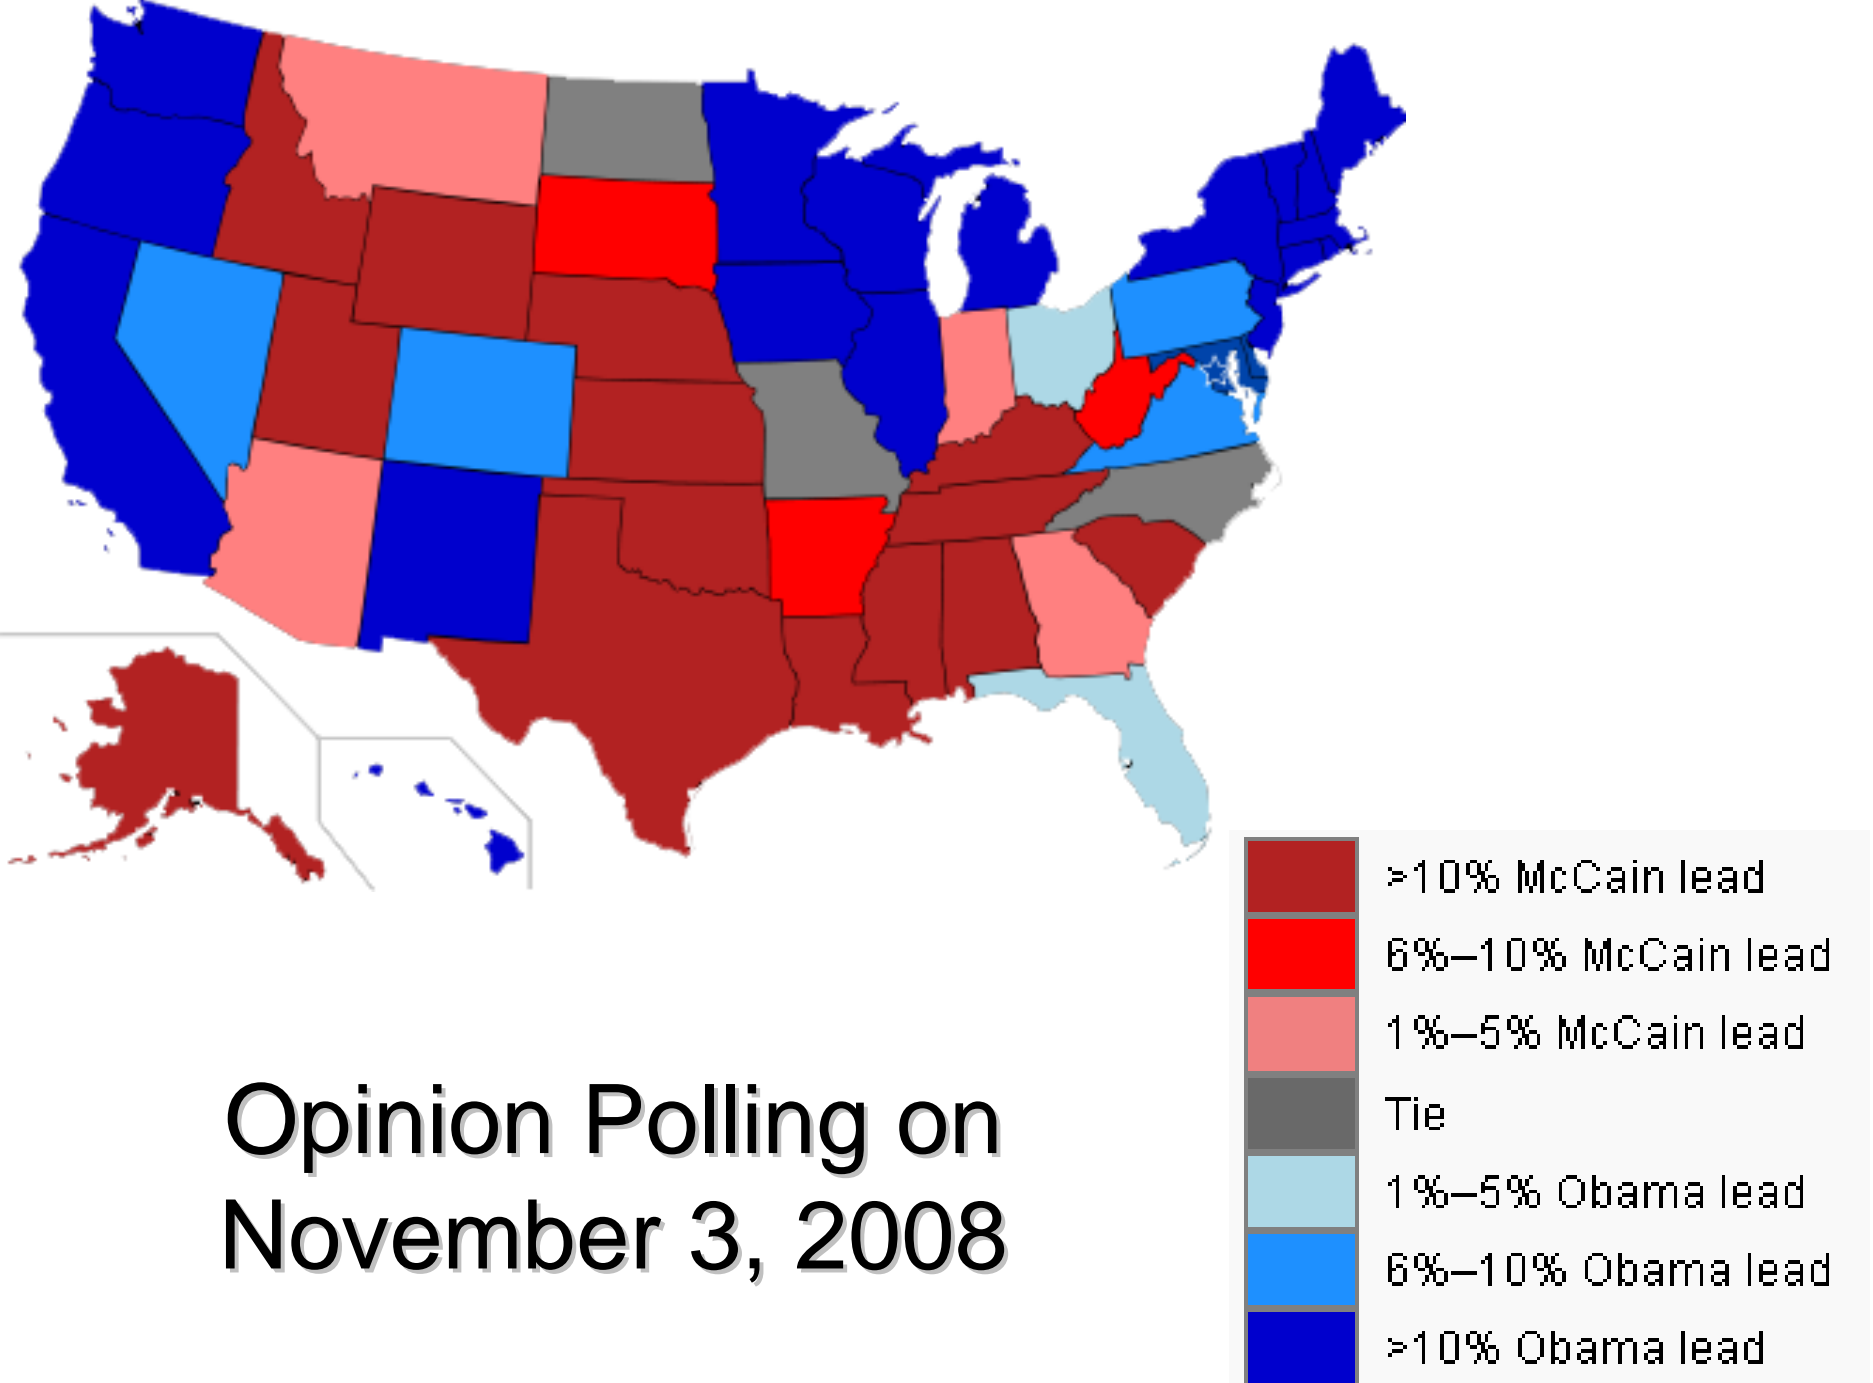 >10% McCain lead
6%–10% McCain lead
1%–5% McCain lead
Tie
1%–5% Obama lead
6%–10% Obama lead
>10% Obama lead
Opinion Polling on
November 3, 2008